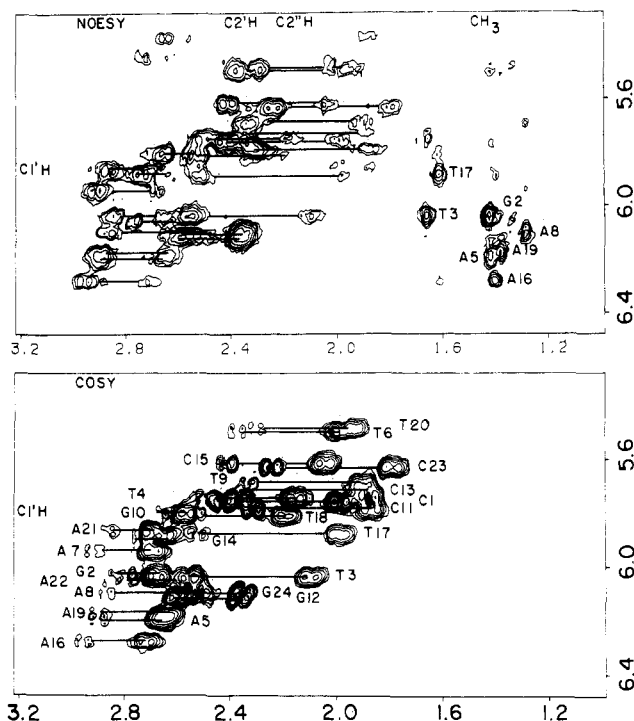 NOESY C2'H C2"H CH3
5.6
C1'H
T17
6.0
T3 G2
A8
A5 A19
A16
6.4
3.2 2.8 2.4 2.0 1.6 1.2
COSY
T20
T6
C15 5.6
C23
T9
C13
T4 C1
G10 C11
T18
C1'H
A21 G14 T17
A7
6.0
G2 T3
A22
A8 G24 G12
A19
A5
A16
6.4
3.2 2.8 2.4 2.0 1.6 1.2